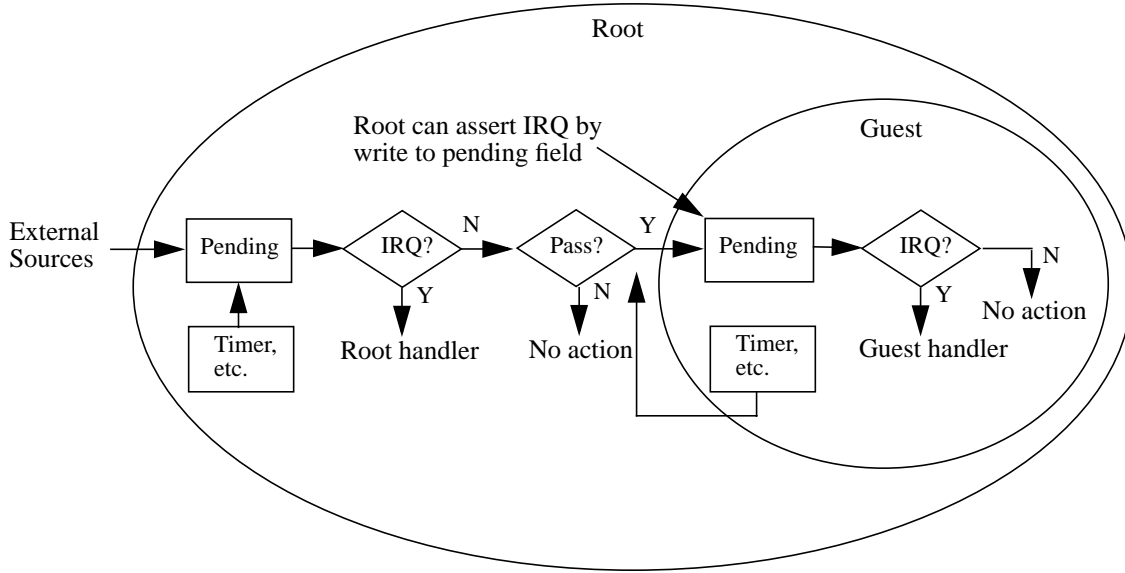 Root
Guest
Root can assert IRQ by
write to pending field
External
Sources
Pending
IRQ?
N
Y
Root handler
Pass?
Y
N
No action
Timer,
etc.
Pending
IRQ?
N
No action
Y
Guest handler
Timer,
etc.